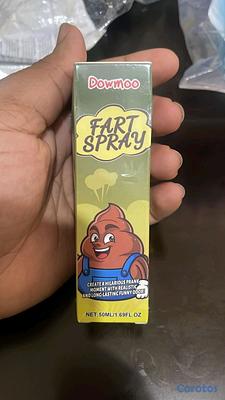 Dowmoo
FART
SPRAY
CREATE A HILARIOUS PRANK
MOMENT WITH REALISTIC
AND LONG-LASTING FUNNY ODOR!
NET 50ML/1.69FL OZ
Corotos